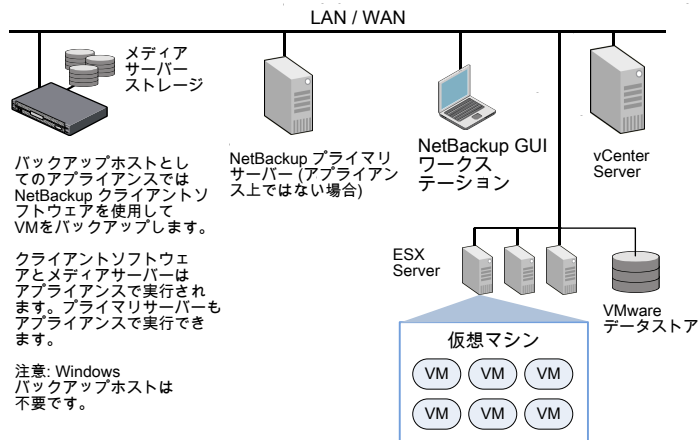 LAN / WAN
メディア
サーバー
ストレージ
バックアップホストとし
てのアプライアンスでは
NetBackup クライアントソ
フトウェアを使用して
VMをバックアップします。
クライアントソフトウェ
アとメディアサーバーは
アプライアンスで実行され
ます。プライマリサーバーも
アプライアンスで実行でき
ます。
注意: Windows
バックアップホストは
不要です。
NetBackup プライマリ
サーバー (アプライアン
ス上ではない場合)
NetBackup GUI
ワークス
テーション
vCenter
Server
ESX
Server
VMware
データストア
仮想マシン
VM VM VM
VM VM VM